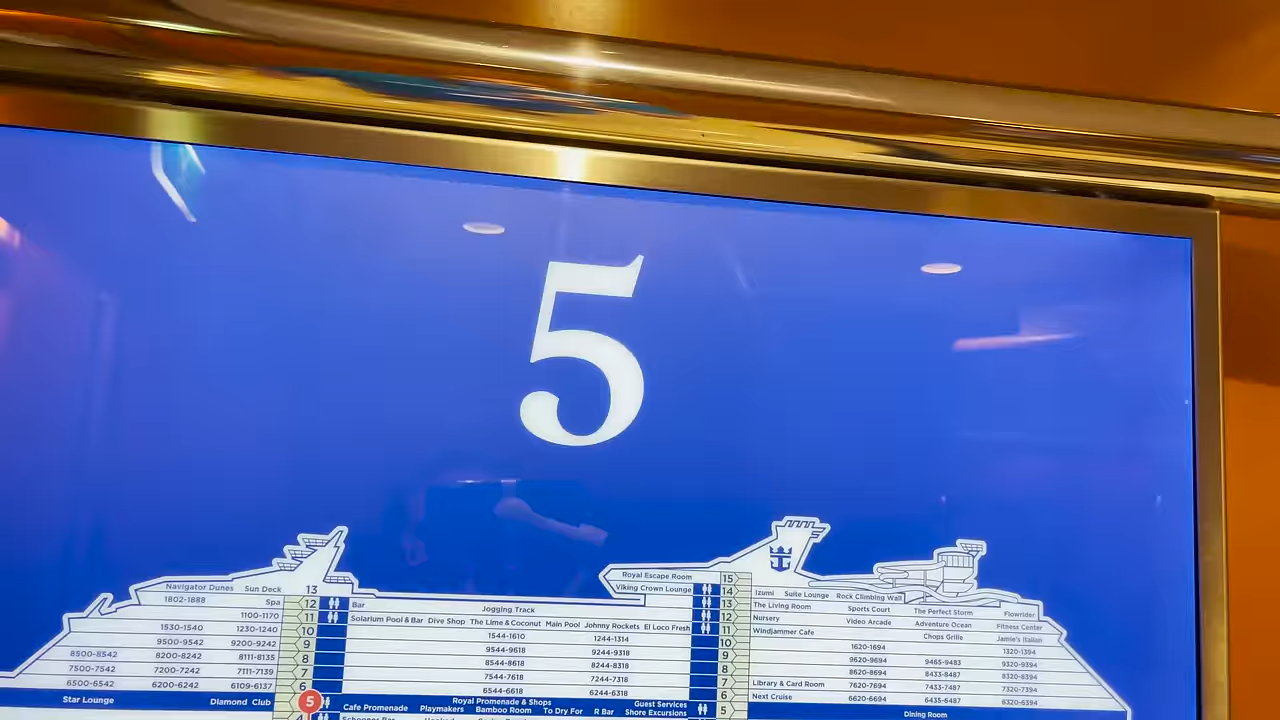 5
Royal Escape Room 15
Navigator Dunes Sun Deck 13
Viking Crown Lounge 14 Izumi Suite Lounge Rock Climbing Wall
1802-1888 Spa 12 Bar Jogging Track 13 The Living Room Sports Court The Perfect Storm Flowrider
1100-1170 11 Solarium Pool & Bar Dive Shop The Lime & Coconut Main Pool Johnny Rockets El Loco Fresh 12 Nursery Video Arcade Adventure Ocean Fitness Center
1530-1540 1230-1240 10 1544-1610 1244-1314 11 Windjammer Cafe Chops Grille Jamie's Italian
9500-9542 9200-9242 9 9544-9618 9244-9318 10 1620-1694 1320-1394
8500-8542 8200-8242 8111-8135 8 8544-8618 8244-8318 9 9620-9694 9465-9483 9320-9394
7500-7542 7200-7242 7111-7139 7 7544-7618 7244-7318 8 8620-8694 8433-8487 8320-8394
6500-6542 6200-6242 6109-6137 6 6544-6618 6244-6318 7 Library & Card Room 7620-7694 7433-7487 7320-7394
6 Next Cruise 6620-6694 6435-6487 6320-6394
Star Lounge Diamond Club 5 Royal Promenade & Shops Guest Services
Cafe Promenade Playmakers Bamboo Room To Dry For R Bar Shore Excursions 5 Dining Room
4 Schooner Bar